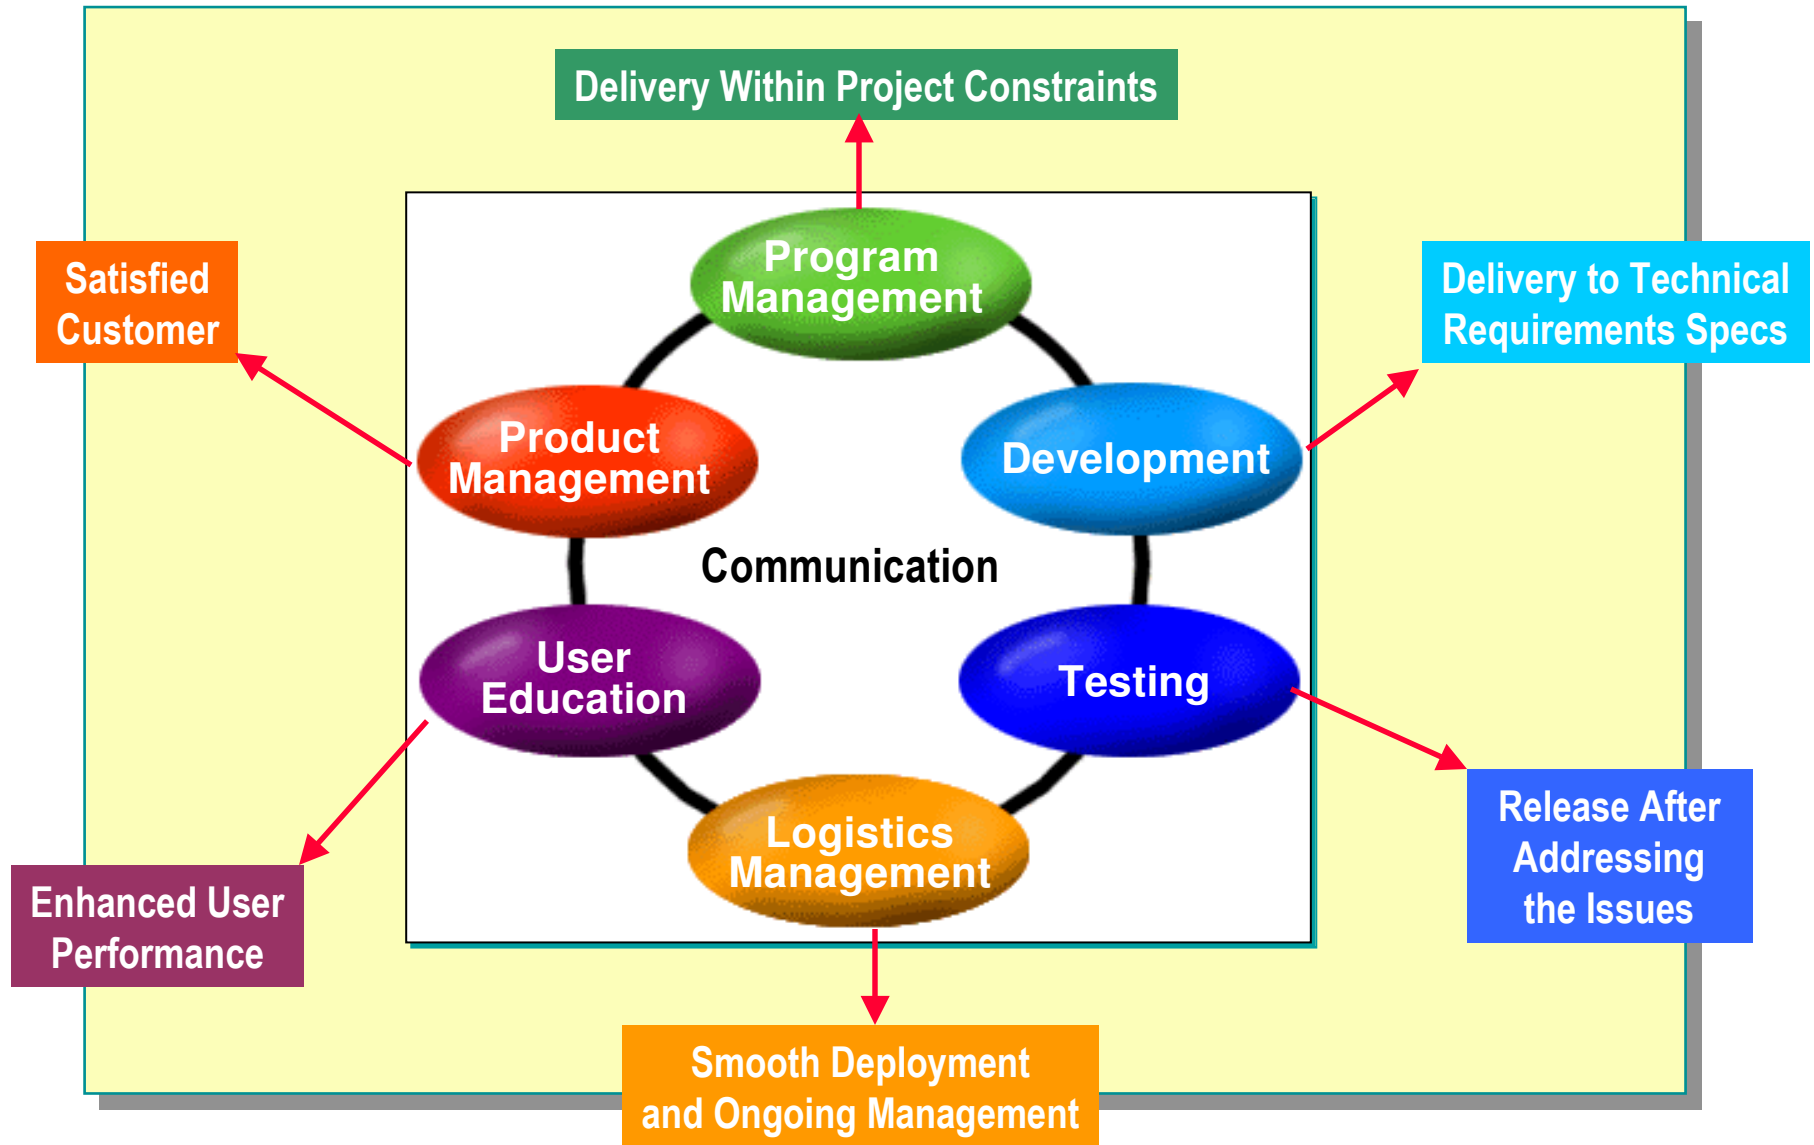 Delivery Within Project Constraints
Program
Management
Satisfied
Customer
Delivery to Technical
Requirements Specs
Product
Management
Development
Communication
User
Education
Testing
Logistics
Management
Release After
Addressing
the Issues
Enhanced User
Performance
Smooth Deployment
and Ongoing Management